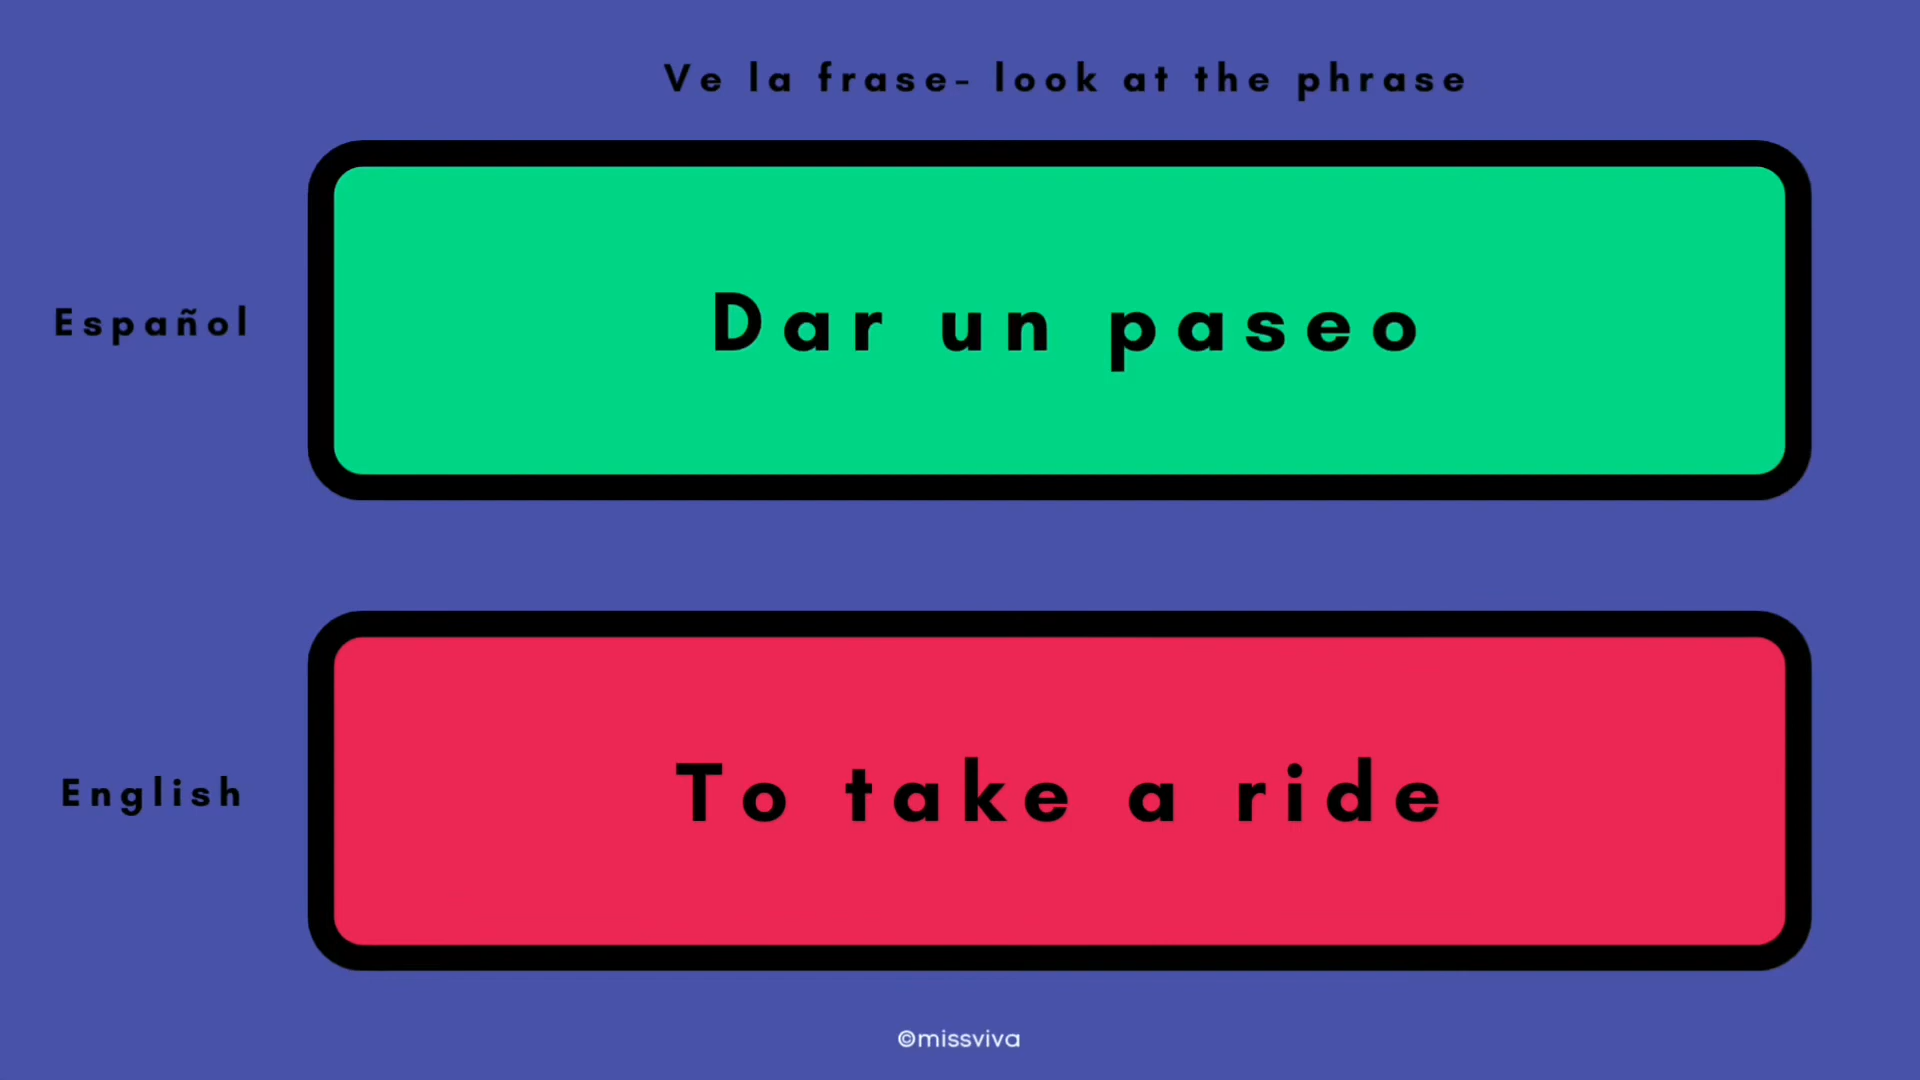 Ve la frase- look at the phrase
Español
Dar un paseo
English
To take a ride
©missviva